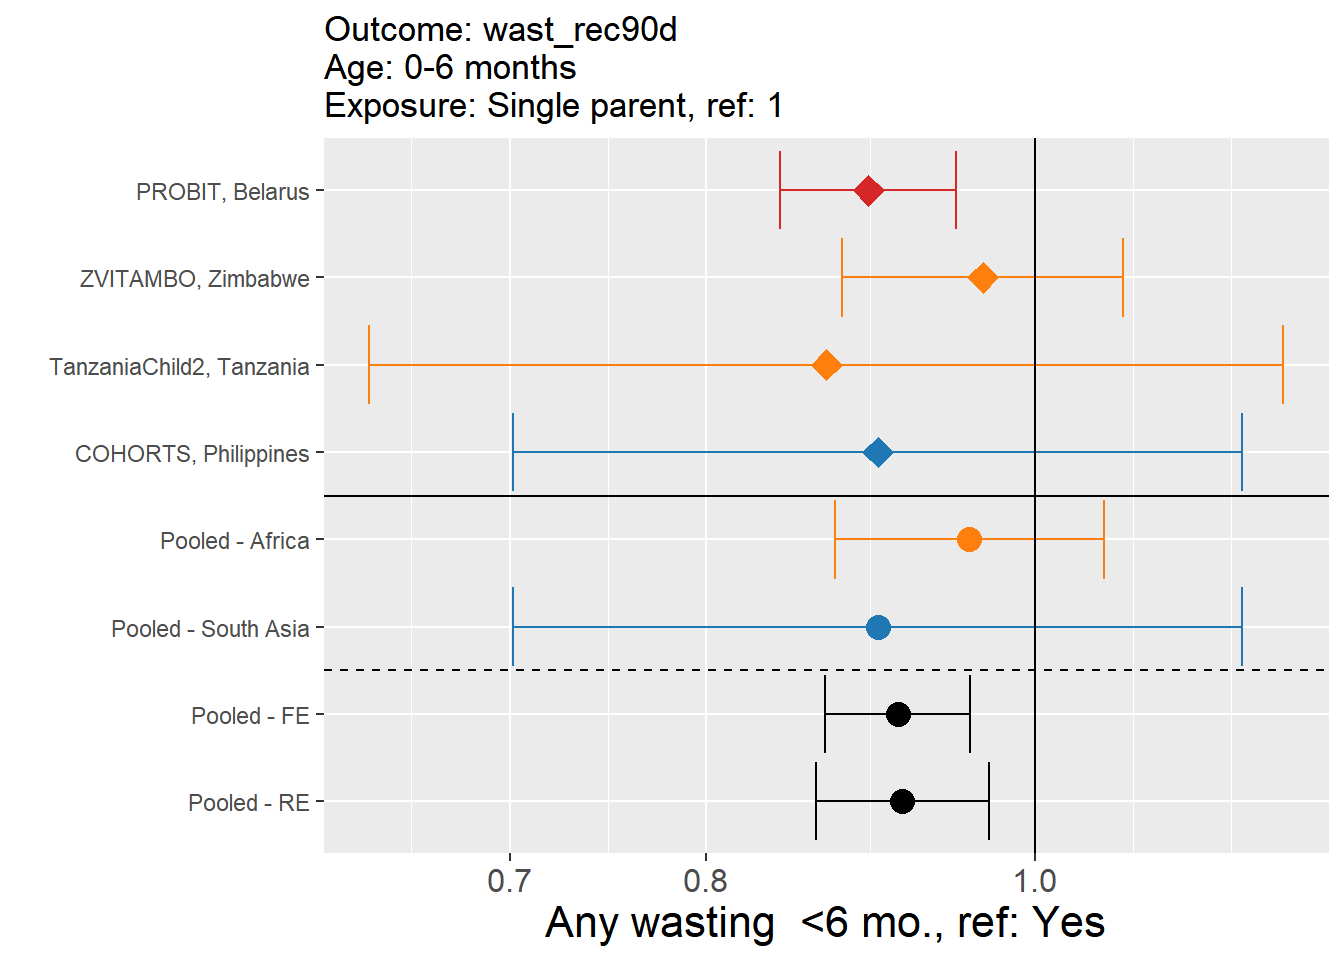 Outcome: wast_rec90d
Age: 0-6 months
Exposure: Single parent, ref: 1
PROBIT, Belarus
ZVITAMBO, Zimbabwe
TanzaniaChild2, Tanzania
COHORTS, Philippines
Pooled - Africa
Pooled - South Asia
Pooled - FE
Pooled - RE
0.7 0.8 1.0
Any wasting  <6 mo., ref: Yes